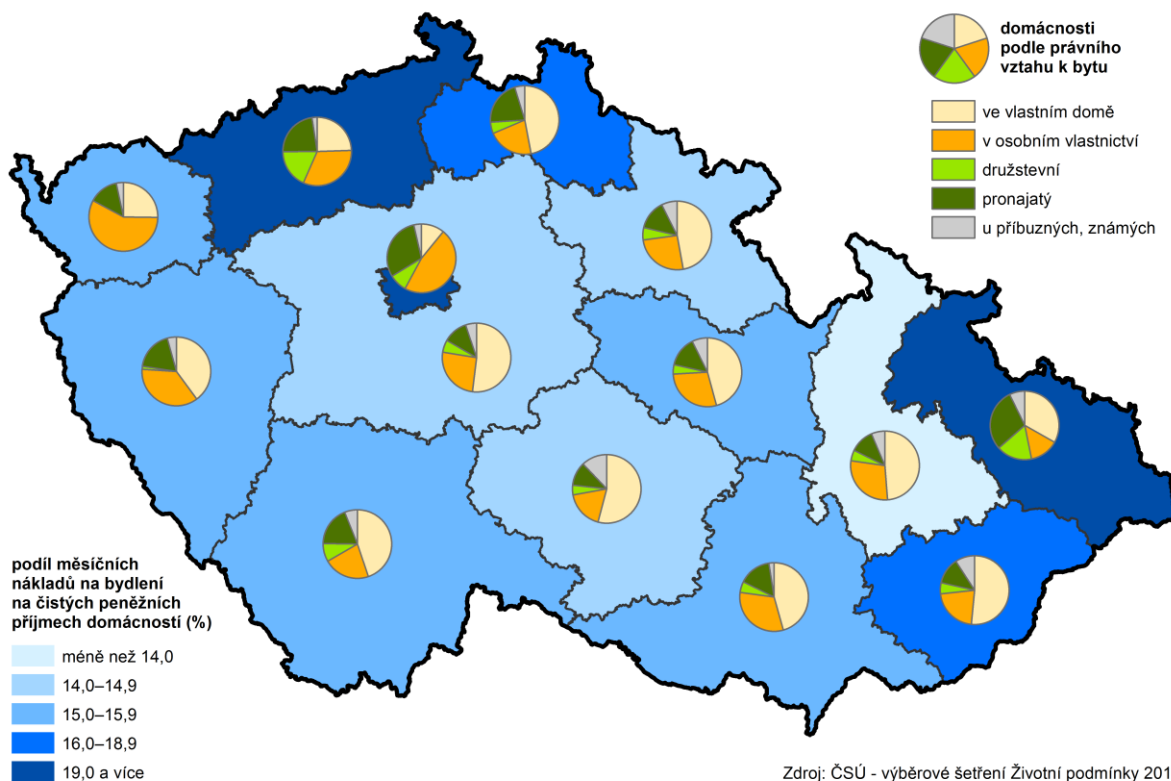 domácnosti
podle právního
vztahu k bytu
ve vlastním domě
v osobním vlastnictví
družstevní
pronajatý
u příbuzných, známých
podíl měsíčních
nákladů na bydlení
na čistých peněžních
příjmech domácností (%)
méně než 14,0
14,0–14,9
15,0–15,9
16,0–18,9
19,0 a více
Zdroj: ČSÚ - výběrové šetření Životní podmínky 201